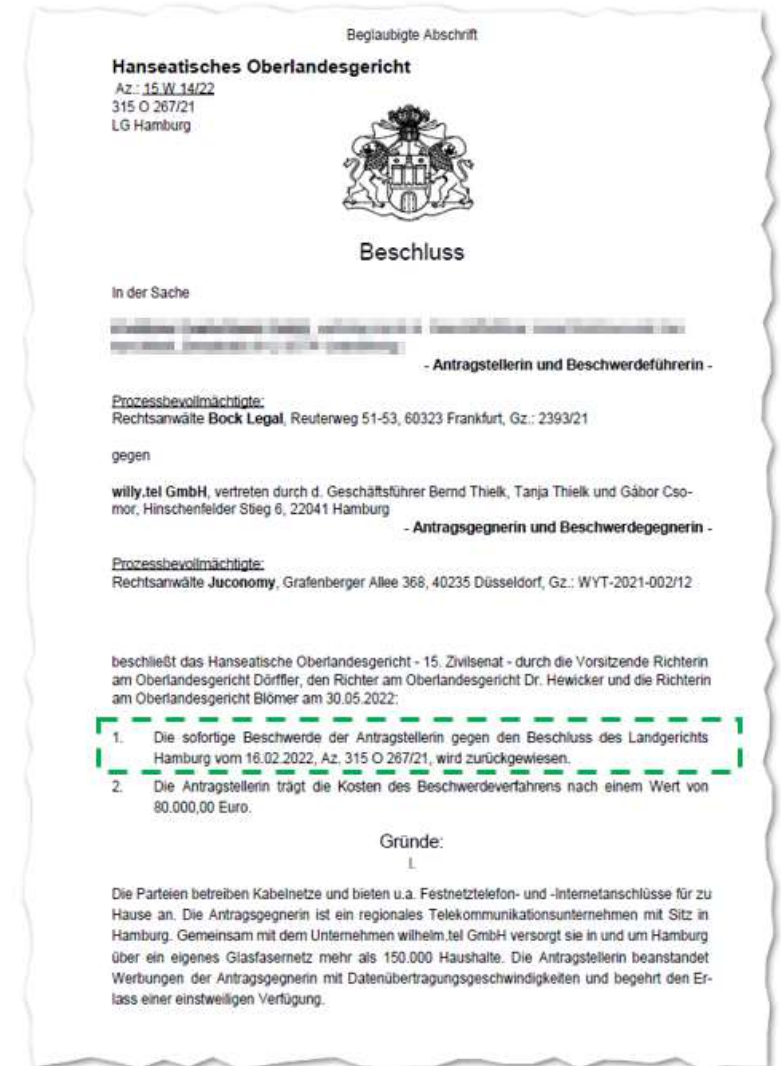 Beglaubigte Abschrift
Hanseatisches Oberlandesgericht
Az.: 15 W 14/22
315 O 267/21
LG Hamburg
Beschluss
In der Sache
- Antragstellerin und Beschwerdeführerin -
Prozessbevollmächtigte:
Rechtsanwälte Bock Legal, Reuterweg 51-53, 60323 Frankfurt, Gz.: 2393/21
gegen
willy.tel GmbH, vertreten durch d. Geschäftsführer Bernd Thielk, Tanja Thielk und Gábor Cso-
mor, Hinschenfelder Stieg 6, 22041 Hamburg
- Antragsgegnerin und Beschwerdegegnerin -
Prozessbevollmächtigte:
Rechtsanwälte Juconomy, Grafenberger Allee 368, 40235 Düsseldorf, Gz.: WYT-2021-002/12
beschließt das Hanseatische Oberlandesgericht - 15. Zivilsenat - durch die Vorsitzende Richterin
am Oberlandesgericht Dörffler, den Richter am Oberlandesgericht Dr. Hewicker und die Richterin
am Oberlandesgericht Blömer am 30.05.2022:
1. Die sofortige Beschwerde der Antragstellerin gegen den Beschluss des Landgerichts
Hamburg vom 16.02.2022, Az. 315 O 267/21, wird zurückgewiesen.
2. Die Antragstellerin trägt die Kosten des Beschwerdeverfahrens nach einem Wert von
80.000,00 Euro.
Gründe:
I.
Die Parteien betreiben Kabelnetze und bieten u.a. Festnetztelefon- und -Internetanschlüsse für zu
Hause an. Die Antragsgegnerin ist ein regionales Telekommunikationsunternehmen mit Sitz in
Hamburg. Gemeinsam mit dem Unternehmen wilhelm.tel GmbH versorgt sie in und um Hamburg
über ein eigenes Glasfasernetz mehr als 150.000 Haushalte. Die Antragstellerin beanstandet
Werbungen der Antragsgegnerin mit Datenübertragungsgeschwindigkeiten und begehrt den Er-
lass einer einstweiligen Verfügung.